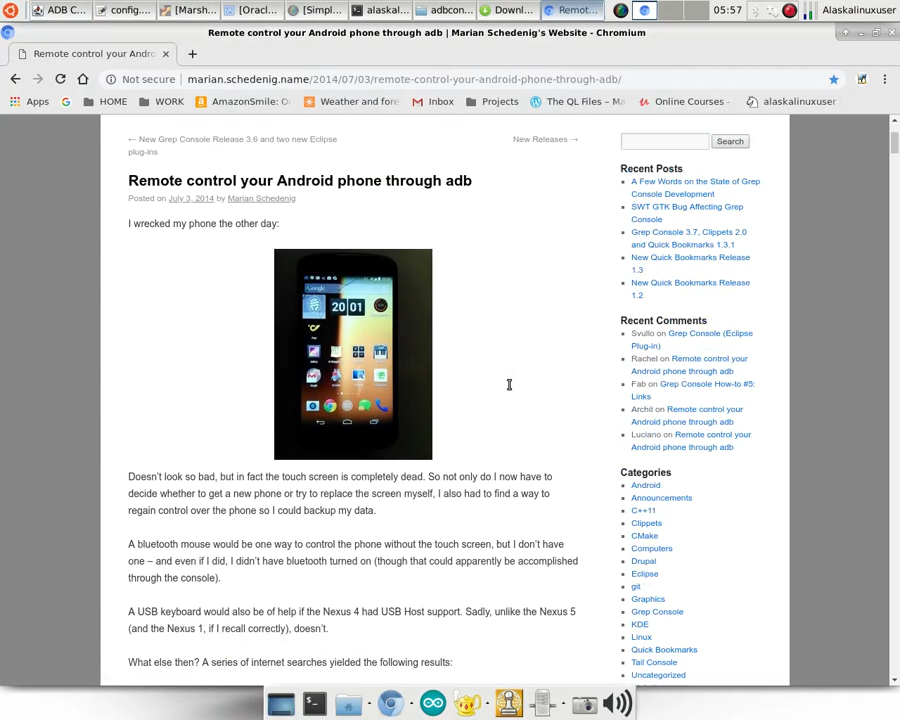 ADB C...
config....
[Marsh...
[Oracl...
[Simpl...
alaskal...
adbcon...
Downl...
Remot...
05:57
Alaskalinuxuser
Remote control your Android phone through adb | Marian Schedenig's Website - Chromium
Remote control your Andro
Not secure | marian.schedenig.name/2014/07/03/remote-control-your-android-phone-through-adb/
Apps
HOME
WORK
AmazonSmile: O
Weather and fore
Inbox
Projects
The QL Files – Ma
Online Courses -
alaskalinuxuser
← New Grep Console Release 3.6 and two new Eclipse
plug-ins
New Releases →
Remote control your Android phone through adb
Posted on July 3, 2014 by Marian Schedenig
I wrecked my phone the other day:
Google
20 01
Doesn't look so bad, but in fact the touch screen is completely dead. So not only do I now have to
decide whether to get a new phone or try to replace the screen myself, I also had to find a way to
regain control over the phone so I could backup my data.
A bluetooth mouse would be one way to control the phone without the touch screen, but I don't have
one – and even if I did, I didn't have bluetooth turned on (though that could apparently be accomplished
through the console).
A USB keyboard would also be of help if the Nexus 4 had USB Host support. Sadly, unlike the Nexus 5
(and the Nexus 1, if I recall correctly), doesn't.
What else then? A series of internet searches yielded the following results:
Search
Recent Posts
A Few Words on the State of Grep
Console Development
SWT GTK Bug Affecting Grep
Console
Grep Console 3.7, Clippets 2.0
and Quick Bookmarks 1.3.1
New Quick Bookmarks Release
1.3
New Quick Bookmarks Release
1.2
Recent Comments
Svullo on Grep Console (Eclipse
Plug-in)
Rachel on Remote control your
Android phone through adb
Fab on Grep Console How-to #5:
Links
Archit on Remote control your
Android phone through adb
Luciano on Remote control your
Android phone through adb
Categories
Android
Announcements
C++11
Clippets
CMake
Computers
Drupal
Eclipse
git
Graphics
Grep Console
KDE
Linux
Quick Bookmarks
Tail Console
Uncategorized